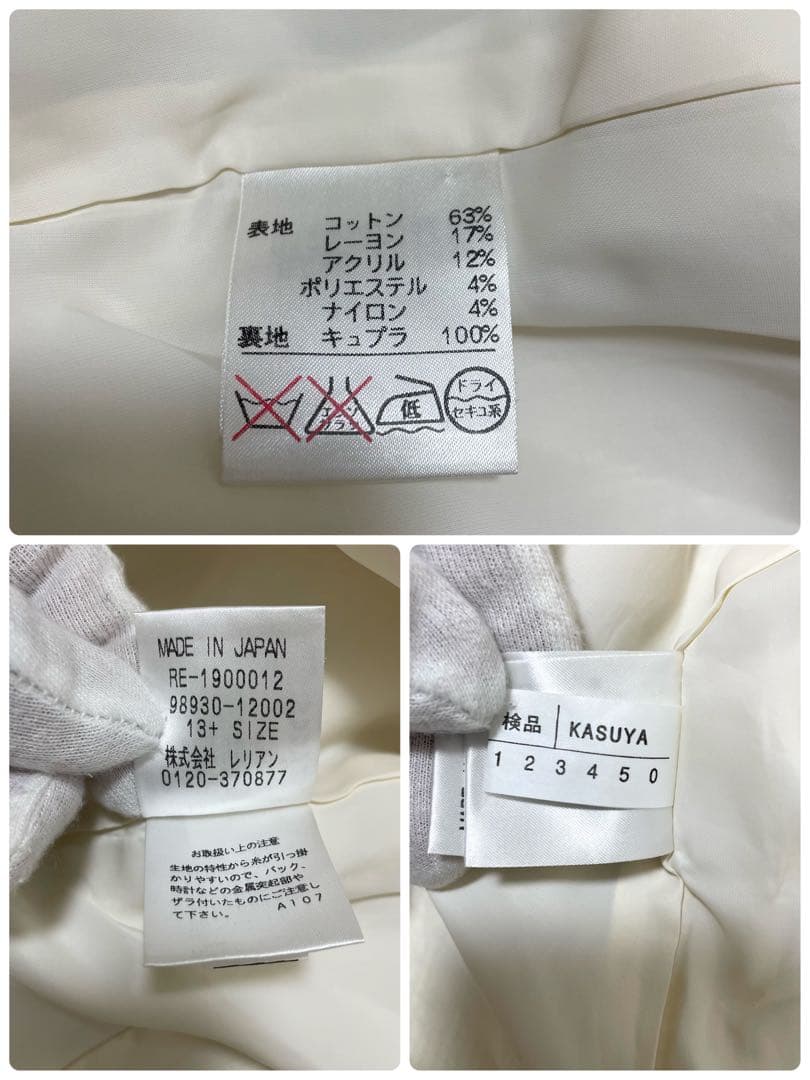 表地 コットン 63%
レーヨン 17%
アクリル 12%
ポリエステル 4%
ナイロン 4%
裏地 キュプラ 100%
エンソ
サラシ
低
ドライ
セキユ系
MADE IN JAPAN
RE-1900012
98930-12002
13+ SIZE
株式会社 レリアン
0120-370877
お取扱い上の注意
生地の特性から糸が引っ掛
かりやすいので、バック、
時計などの金属突起部や
ザラ付いたものにご注意し
て下さい。 A107
検品 KASUYA
1 2 3 4 5 0